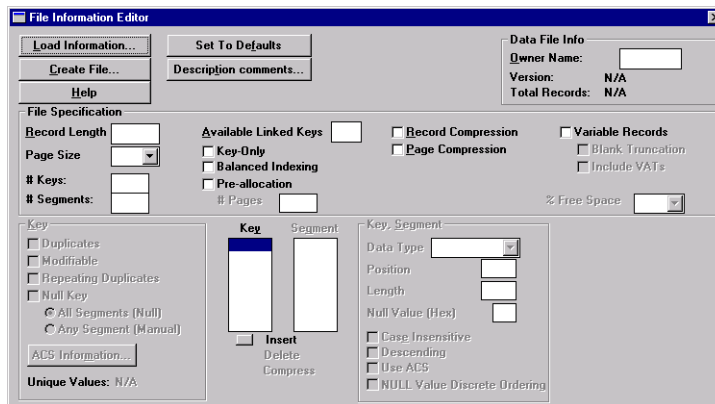 File Information Editor
Load Information... Set To Defaults Data File Info
Create File... Description comments... Owner Name:
Help Version: N/A
Total Records: N/A
File Specification
Record Length Available Linked Keys Record Compression Variable Records
Page Size Key-Only Page Compression Blank Truncation
Balanced Indexing Include VATs
# Keys: Pre-allocation
# Segments: # Pages % Free Space
Key Key Segment Key, Segment
Duplicates Data Type
Modifiable Position
Repeating Duplicates Length
Null Key Null Value (Hex)
All Segments (Null)
Any Segment (Manual) Insert Case Insensitive
ACS Information... Delete Descending
Compress Use ACS
Unique Values: N/A NULL Value Discrete Ordering